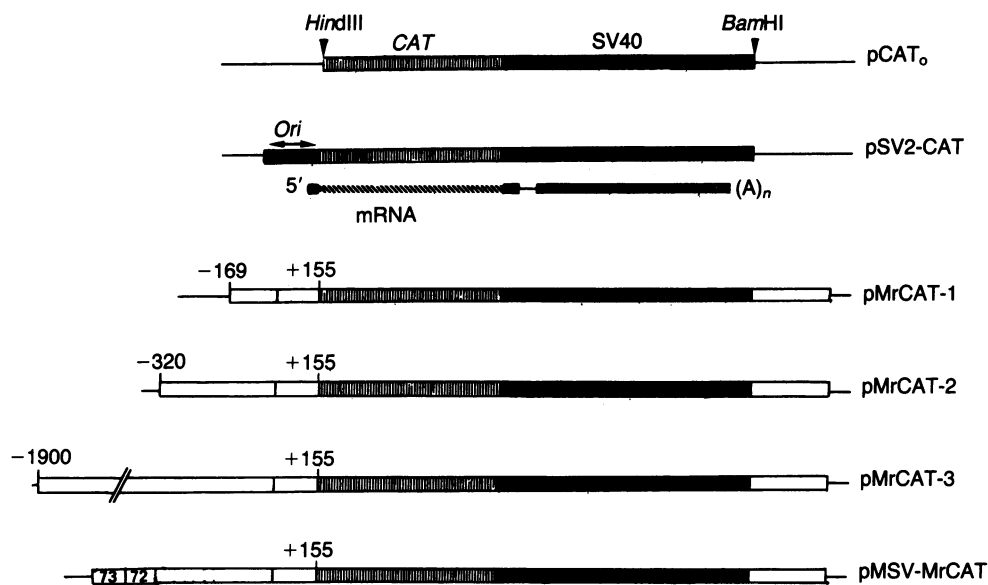 HindIII
CAT
SV40
BamHI
pCATo
Ori
pSV2-CAT
5′
(A)n
mRNA
−169
+155
pMrCAT-1
−320
+155
pMrCAT-2
−1900
+155
pMrCAT-3
+155
73 72
pMSV-MrCAT